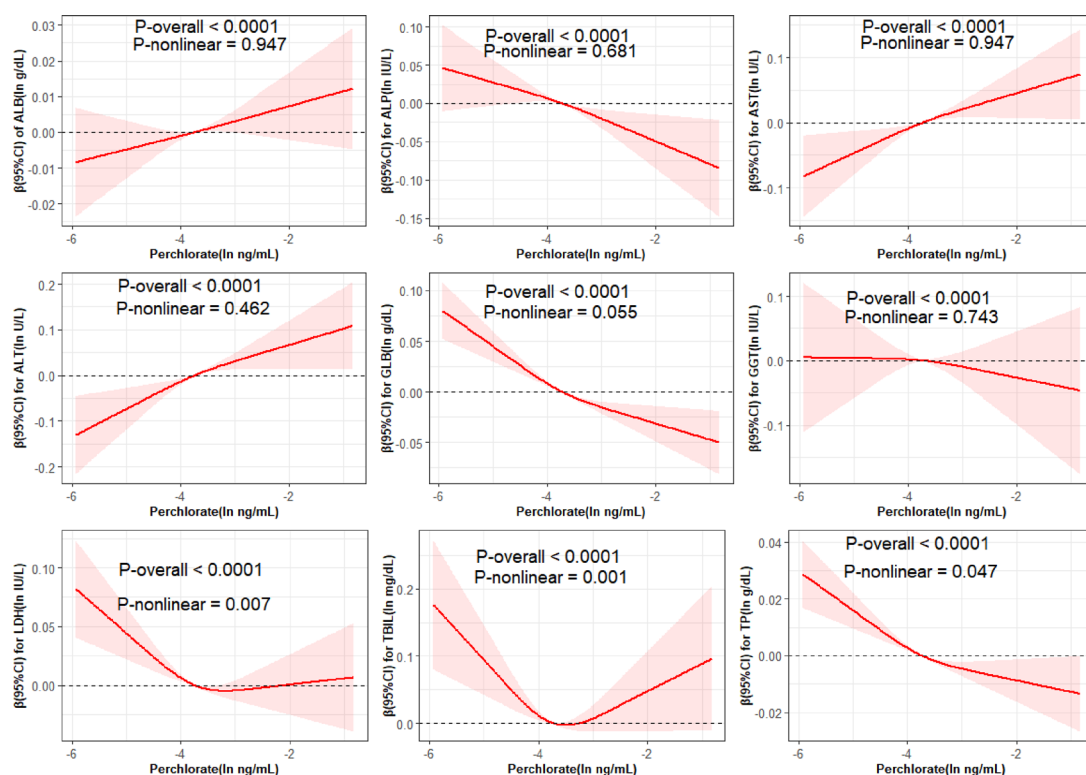 P-overall < 0.0001
P-nonlinear = 0.947
β(95%CI) of ALB(ln g/dL)
0.03
0.02
0.01
0.00
0.01
0.02
-6
-4
-2
Perchlorate(ln ng/mL)
P-overall < 0.0001
P-nonlinear = 0.681
β(95%CI) for ALP(ln IU/L)
0.10
0.05
0.00
-0.05
-0.10
-0.15
-6
-4
-2
Perchlorate(ln ng/mL)
P-overall < 0.0001
P-nonlinear = 0.947
β(95%CI) for AST(ln U/L)
0.1
0.0
-0.1
-6
-4
-2
Perchlorate(ln ng/mL)
P-overall < 0.0001
P-nonlinear = 0.462
β(95%CI) for ALT(ln U/L)
0.2
0.1
0.0
-0.1
-0.2
-6
-4
-2
Perchlorate(ln ng/mL)
P-overall < 0.0001
P-nonlinear = 0.055
β(95%CI) for GLB(ln g/dL)
0.10
0.05
0.00
-0.05
-6
-4
-2
Perchlorate(ln ng/mL)
P-overall < 0.0001
P-nonlinear = 0.743
β(95%CI) for GGT(ln IU/L)
0.1
0.0
-0.1
-6
-4
-2
Perchlorate(ln ng/mL)
P-overall < 0.0001
P-nonlinear = 0.007
β(95%CI) for LDH(ln IU/L)
0.10
0.05
0.00
-6
-4
-2
Perchlorate(ln ng/mL)
P-overall < 0.0001
P-nonlinear = 0.001
β(95%CI) for TBIL(ln mg/dL)
0.2
0.1
0.0
-6
-4
-2
Perchlorate(ln ng/mL)
P-overall < 0.0001
P-nonlinear = 0.047
β(95%CI) for TP(ln g/dL)
0.04
0.02
0.00
-0.02
-6
-4
-2
Perchlorate(ln ng/mL)